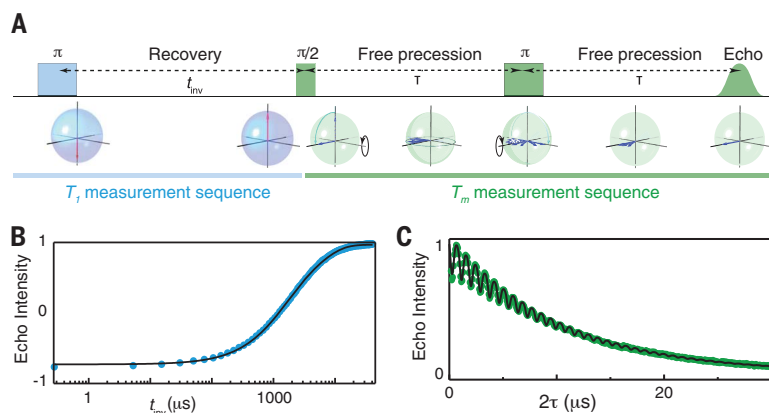 A
π Recovery π/2 Free precession π Free precession Echo
t_inv τ τ
T_1 measurement sequence T_m measurement sequence
B
1
0
-1
Echo Intensity
1 1000
t_inv (μs)
C
1
0
Echo Intensity
0 20
2τ (μs)